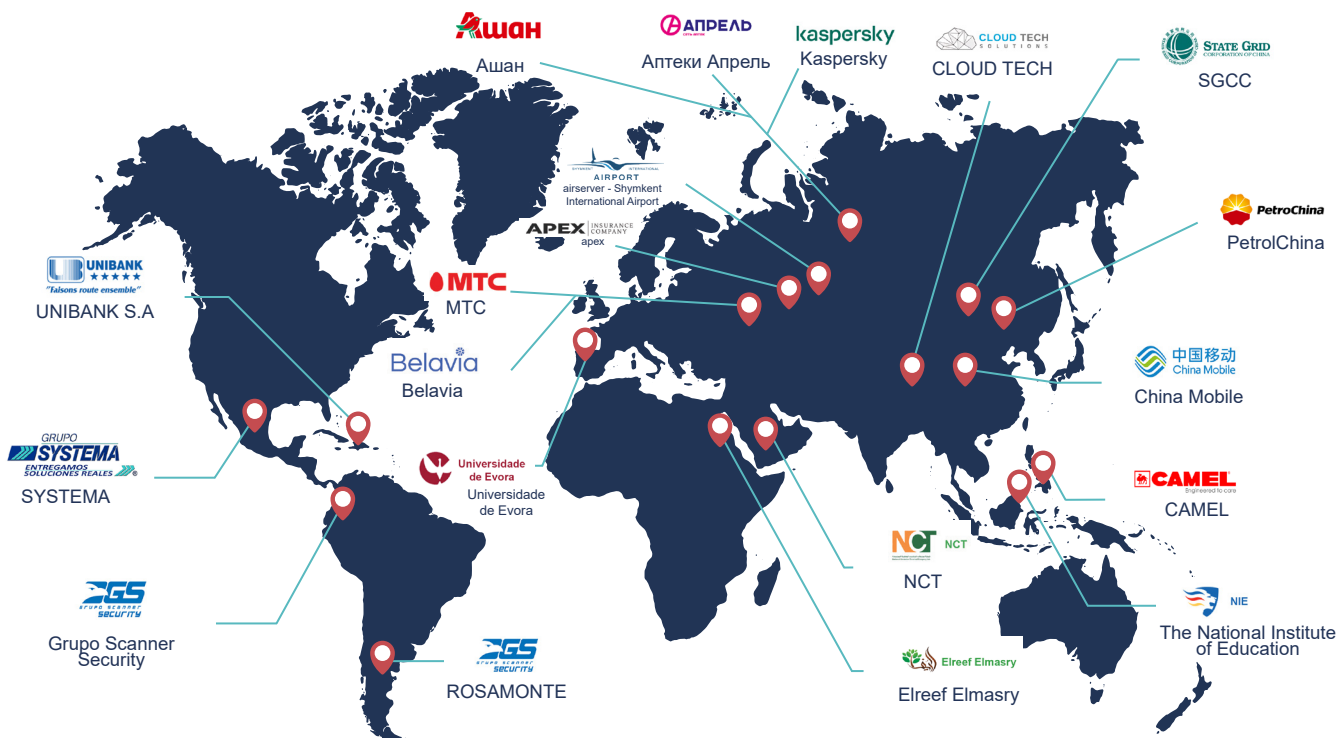 Ашан
Ашан
АПРЕЛЬ
Аптеки Апрель
kaspersky
Kaspersky
CLOUD TECH
SOLUTIONS
CLOUD TECH
STATE GRID
CORPORATION OF CHINA
SGCC
SHYMKENT INTERNATIONAL
AIRPORT
airserver - Shymkent
International Airport
APEX INSURANCE
COMPANY
apex
PetroChina
PetrolChina
UNIBANK
"Faisons route ensemble"
UNIBANK S.A
МТС
МТС
Belavia
Belavia
中国移动
China Mobile
China Mobile
GRUPO
SYSTEMA
ENTREGAMOS
SOLUCIONES REALES
SYSTEMA
Universidade
de Evora
Universidade
de Evora
CAMEL
Engineered to care
CAMEL
NCT NCT
NCT
GS
GRUPO SCANNER
SECURITY
Grupo Scanner
Security
NIE
The National Institute
of Education
GS
GRUPO SCANNER
SECURITY
ROSAMONTE
Elreef Elmasry
Elreef Elmasry